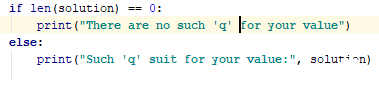 if len(solution) == 0:
    print("There are no such 'q' for your value")
else:
    print("Such 'q' suit for your value:", solution)